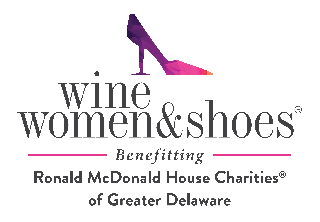 wine
women&shoes®
Benefitting
Ronald McDonald House Charities®
of Greater Delaware